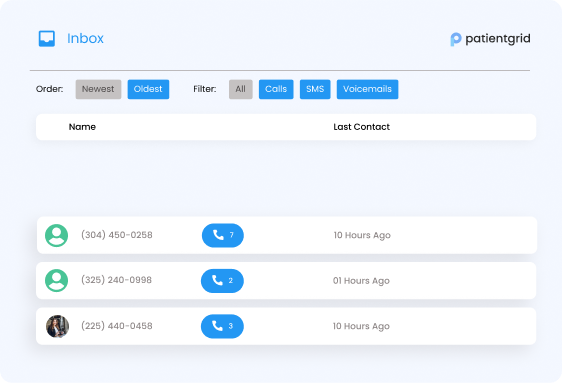 Inbox
patientgrid
Order: Newest Oldest Filter: All Calls SMS Voicemails
Name Last Contact
(304) 450-0258 7 10 Hours Ago
(325) 240-0998 2 01 Hours Ago
(225) 440-0458 3 10 Hours Ago